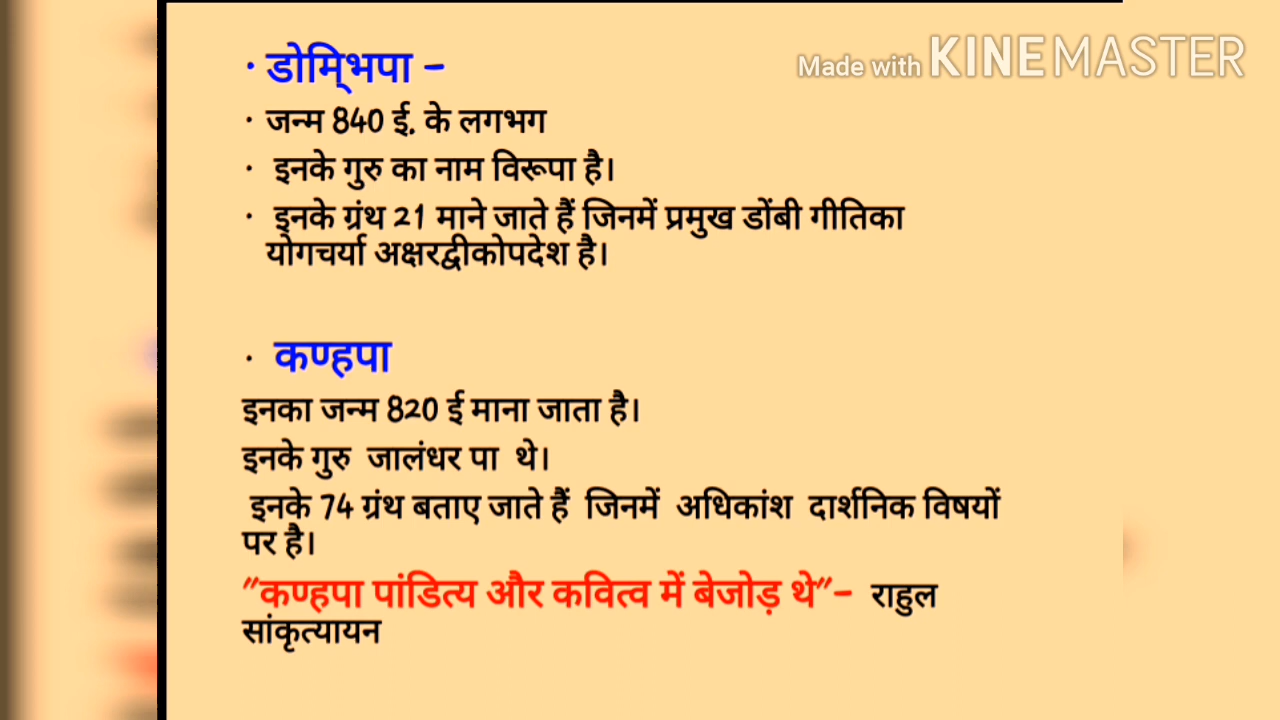 · डोम्भिपा –
Made with KINEMASTER
· जन्म 840 ई. के लगभग
· इनके गुरु का नाम विरूपा है।
· इनके ग्रंथ 21 माने जाते हैं जिनमें प्रमुख डोंबी गीतिका
योगचर्या अक्षरद्वीकोपदेश है।
· कण्हपा
इनका जन्म 820 ई माना जाता है।
इनके गुरु जालंधर पा थे।
इनके 74 ग्रंथ बताए जाते हैं जिनमें अधिकांश दार्शनिक विषयों
पर है।
"कण्हपा पांडित्य और कवित्व में बेजोड़ थे"– राहुल
सांकृत्यायन